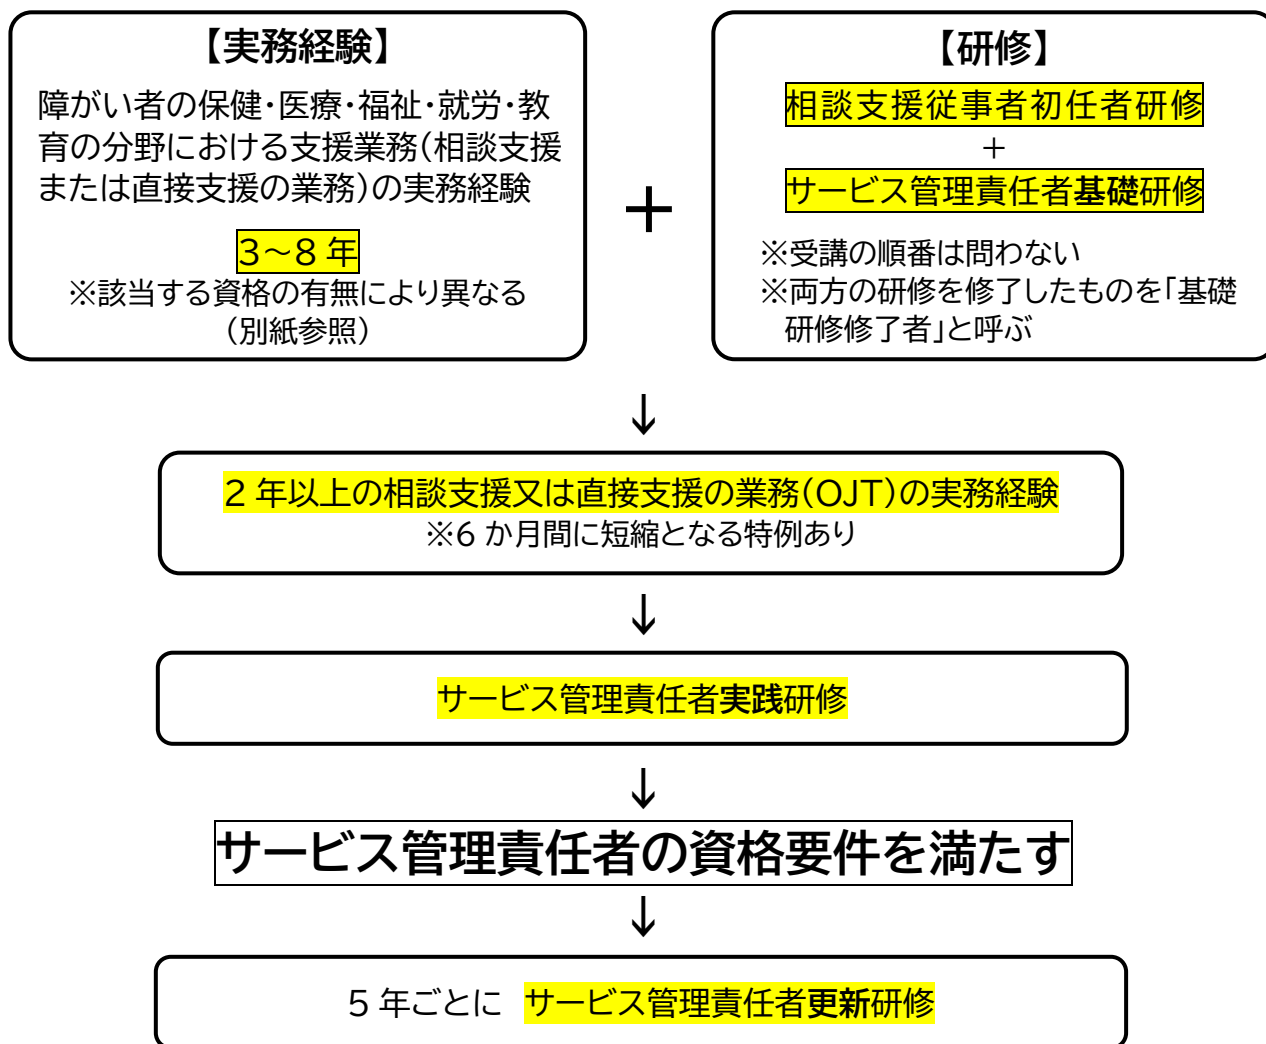 【実務経験】
障がい者の保健・医療・福祉・就労・教
育の分野における支援業務(相談支援
または直接支援の業務)の実務経験
3~8 年
※該当する資格の有無により異なる
(別紙参照)
+
【研修】
相談支援従事者初任者研修
+
サービス管理責任者基礎研修
※受講の順番は問わない
※両方の研修を修了したものを「基礎
研修修了者」と呼ぶ
↓
2 年以上の相談支援又は直接支援の業務(OJT)の実務経験
※6 か月間に短縮となる特例あり
↓
サービス管理責任者実践研修
↓
サービス管理責任者の資格要件を満たす
↓
5 年ごとに サービス管理責任者更新研修